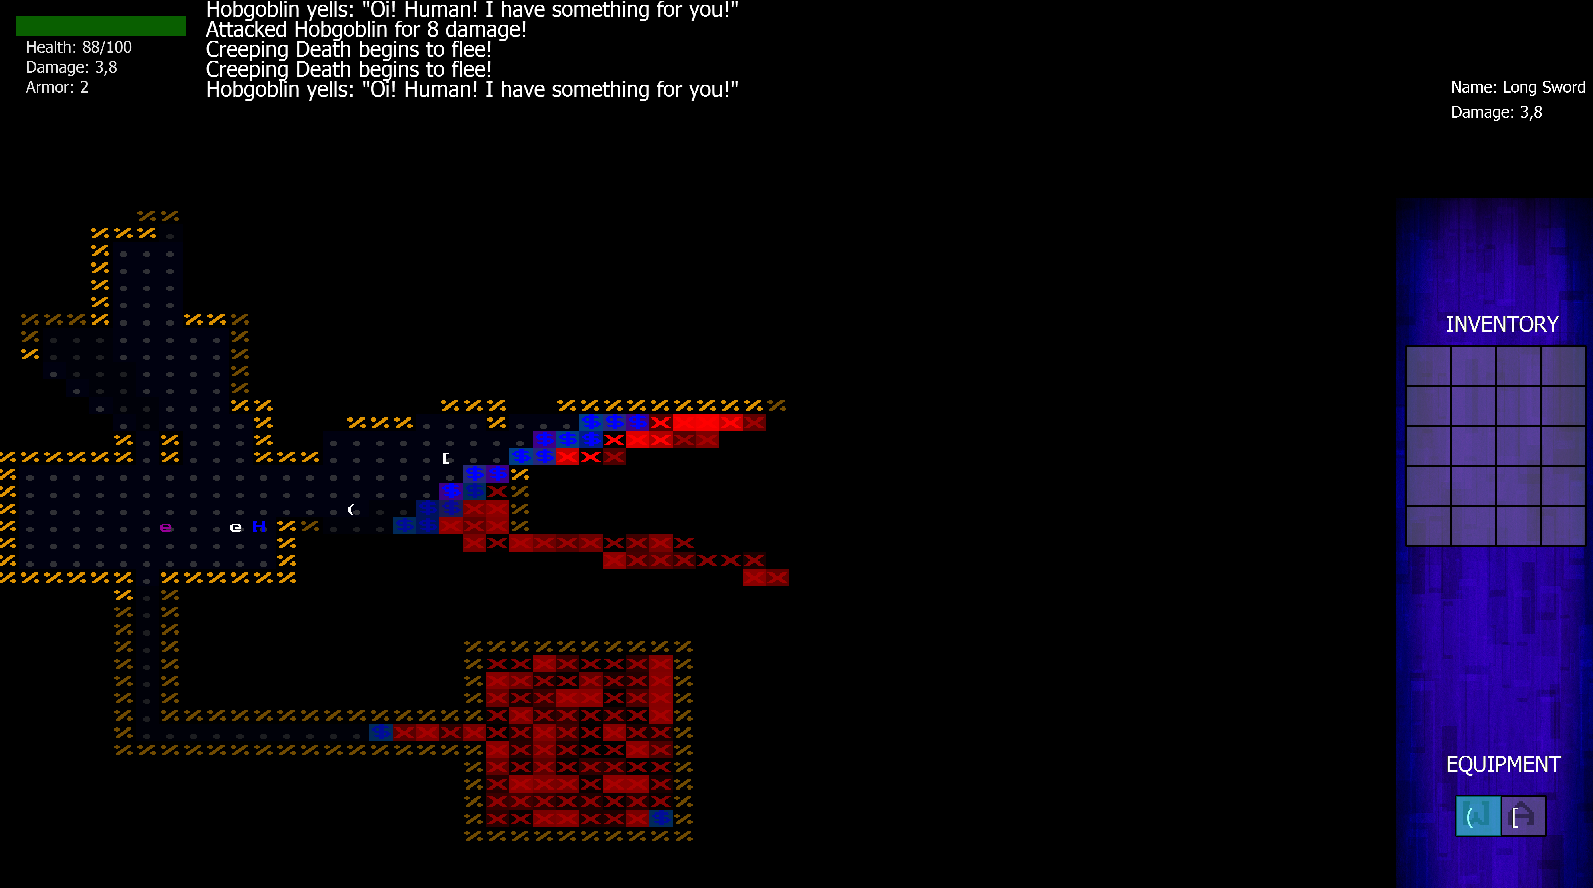 Hobgoblin yells: "Oi! Human! I have something for you!"
Attacked Hobgoblin for 8 damage!
Creeping Death begins to flee!
Creeping Death begins to flee!
Hobgoblin yells: "Oi! Human! I have something for you!"
Health: 88/100
Damage: 3,8
Armor: 2
Name: Long Sword
Damage: 3,8
INVENTORY
EQUIPMENT
W A